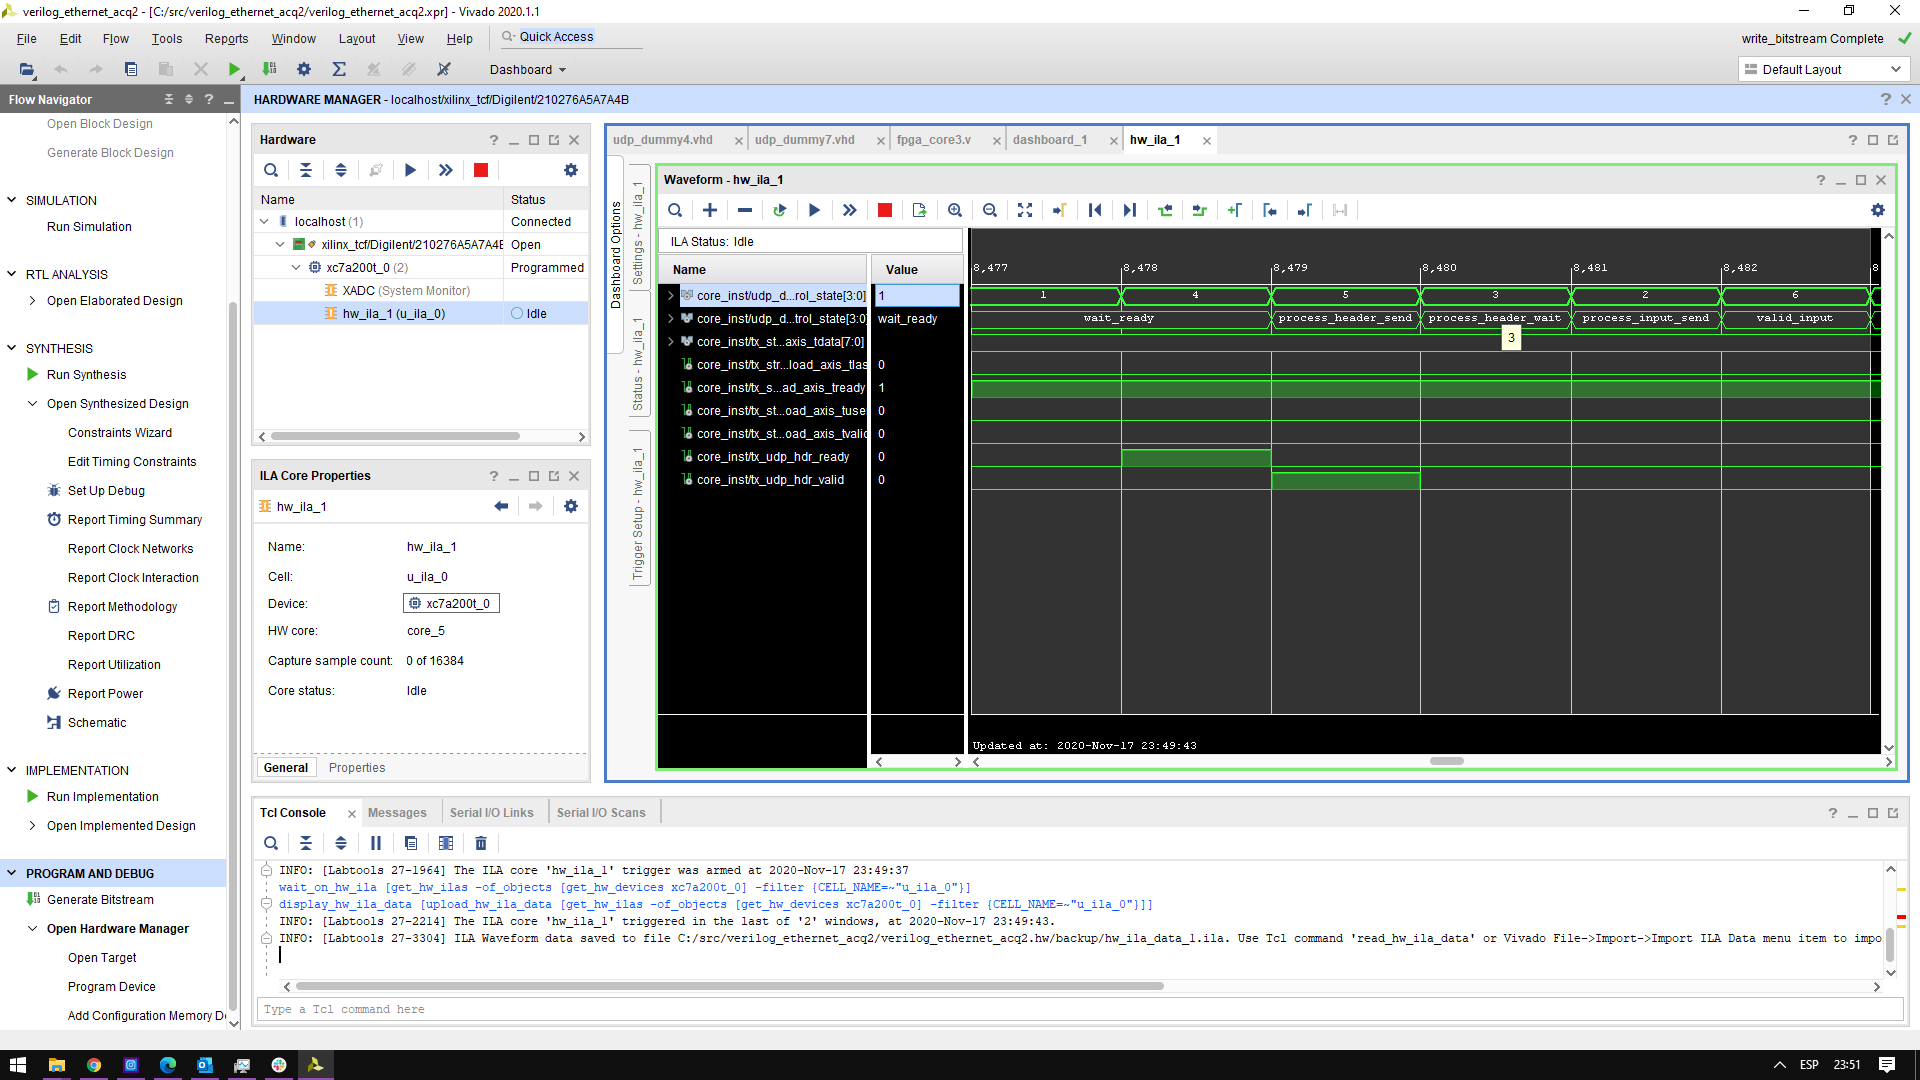 verilog_ethernet_acq2 - [C:/src/verilog_ethernet_acq2/verilog_ethernet_acq2.xpr] - Vivado 2020.1.1
File Edit Flow Tools Reports Window Layout View Help Quick Access
write_bitstream Complete
Dashboard
Default Layout
Flow Navigator
Open Block Design
Generate Block Design
SIMULATION
Run Simulation
RTL ANALYSIS
Open Elaborated Design
SYNTHESIS
Run Synthesis
Open Synthesized Design
Constraints Wizard
Edit Timing Constraints
Set Up Debug
Report Timing Summary
Report Clock Networks
Report Clock Interaction
Report Methodology
Report DRC
Report Utilization
Report Power
Schematic
IMPLEMENTATION
Run Implementation
Open Implemented Design
PROGRAM AND DEBUG
Generate Bitstream
Open Hardware Manager
Open Target
Program Device
Add Configuration Memory D
HARDWARE MANAGER - localhost/xilinx_tcf/Digilent/210276A5A7A4B
Hardware
Name Status
localhost (1) Connected
xilinx_tcf/Digilent/210276A5A7A4E Open
xc7a200t_0 (2) Programmed
XADC (System Monitor)
hw_ila_1 (u_ila_0) Idle
ILA Core Properties
hw_ila_1
Name: hw_ila_1
Cell: u_ila_0
Device: xc7a200t_0
HW core: core_5
Capture sample count: 0 of 16384
Core status: Idle
General Properties
udp_dummy4.vhd udp_dummy7.vhd fpga_core3.v dashboard_1 hw_ila_1
Dashboard Options
Settings - hw_ila_1
Status - hw_ila_1
Trigger Setup - hw_ila_1
Waveform - hw_ila_1
ILA Status: Idle
Name Value
core_inst/udp_d...rol_state[3:0] 1
core_inst/udp_d...trol_state[3:0 wait_ready
core_inst/tx_st...axis_tdata[7:0]
core_inst/tx_str...load_axis_tlas 0
core_inst/tx_s...ad_axis_tready 1
core_inst/tx_st...oad_axis_tuse 0
core_inst/tx_st...oad_axis_tvalid 0
core_inst/tx_udp_hdr_ready 0
core_inst/tx_udp_hdr_valid 0
8,477 8,478 8,479 8,480 8,481 8,482 8
1 4 5 3 2 6
wait_ready process_header_send process_header_wait process_input_send valid_input
3
Updated at: 2020-Nov-17 23:49:43
Tcl Console Messages Serial I/O Links Serial I/O Scans
INFO: [Labtools 27-1964] The ILA core 'hw_ila_1' trigger was armed at 2020-Nov-17 23:49:37
wait_on_hw_ila [get_hw_ilas -of_objects [get_hw_devices xc7a200t_0] -filter {CELL_NAME=~"u_ila_0"}]
display_hw_ila_data [upload_hw_ila_data [get_hw_ilas -of_objects [get_hw_devices xc7a200t_0] -filter {CELL_NAME=~"u_ila_0"}]]
INFO: [Labtools 27-2214] The ILA core 'hw_ila_1' triggered in the last of '2' windows, at 2020-Nov-17 23:49:43.
INFO: [Labtools 27-3304] ILA Waveform data saved to file C:/src/verilog_ethernet_acq2/verilog_ethernet_acq2.hw/backup/hw_ila_data_1.ila. Use Tcl command 'read_hw_ila_data' or Vivado File->Import->Import ILA Data menu item to impo
Type a Tcl command here
ESP 23:51